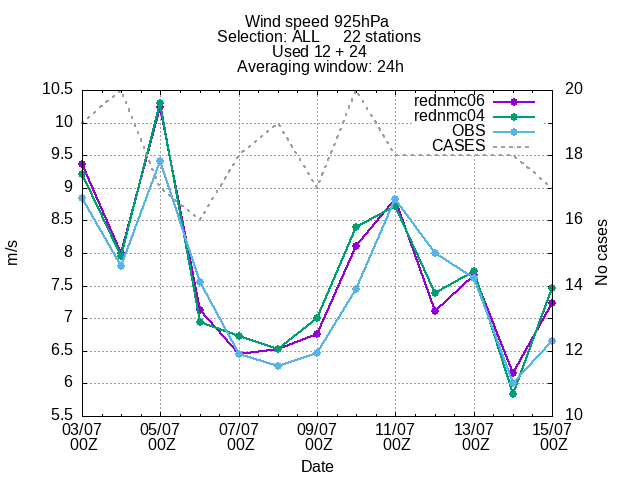 Wind speed 925hPa
Selection: ALL 22 stations
Used 12 + 24
Averaging window: 24h
rednmc06
rednmc04
OBS
CASES
10.5
10
9.5
9
8.5
8
7.5
7
6.5
6
5.5
20
18
16
14
12
10
m/s
No cases
03/07 05/07 07/07 09/07 11/07 13/07 15/07
00Z 00Z 00Z 00Z 00Z 00Z 00Z
Date